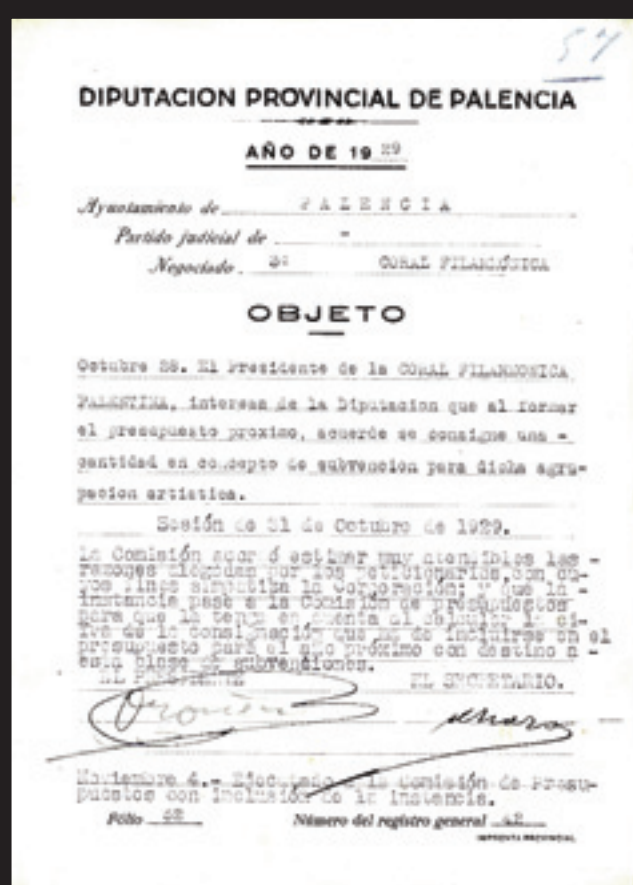 57
DIPUTACION PROVINCIAL DE PALENCIA
AÑO DE 1929
Ayuntamiento de PALENCIA
Partido judicial de -
Negociado 3º CORAL FILARMÓNICA
OBJETO
Octubre 28. El Presidente de la CORAL FILARMONICA
PALENTINA, interesa de la Diputacion que al formar
el presupuesto proximo, acuerde se consigne una -
cantidad en concepto de subvencion para dicha agru-
pacion artistica.
Sesión de 31 de Octubre de 1929.
La Comisión acordó estimar muy atendibles las -
razones alegadas por los peticionarios, con cu-
yos fines simpatiza la Corporación; y que la -
instancia pase a la Comisión de presupuestos
para que la tenga en cuenta al calcular la ci-
fra de la consignación que ha de incluirse en el
presupuesto para el año próximo con destino a -
esta clase de subvenciones.
EL PRESIDENTE EL SECRETARIO.
Noviembre 4.- Ejecutado a la Comisión de Presu-
puestos con inclusión de la instancia.
Folio 42 Número del registro general 42
IMPRENTA PROVINCIAL